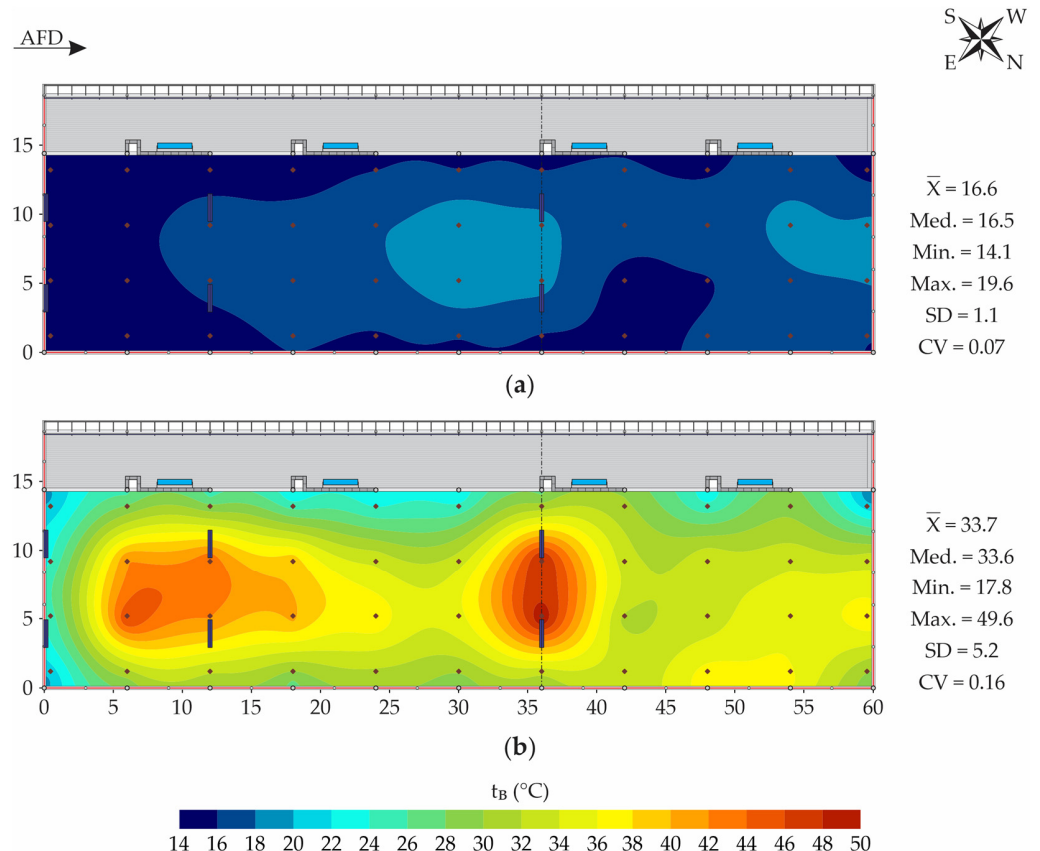 AFD
S W
E N
15
10
5
0
X̅ = 16.6
Med. = 16.5
Min. = 14.1
Max. = 19.6
SD = 1.1
CV = 0.07
(a)
15
10
5
0
X̅ = 33.7
Med. = 33.6
Min. = 17.8
Max. = 49.6
SD = 5.2
CV = 0.16
0 5 10 15 20 25 30 35 40 45 50 55 60
(b)
t_B (°C)
14 16 18 20 22 24 26 28 30 32 34 36 38 40 42 44 46 48 50